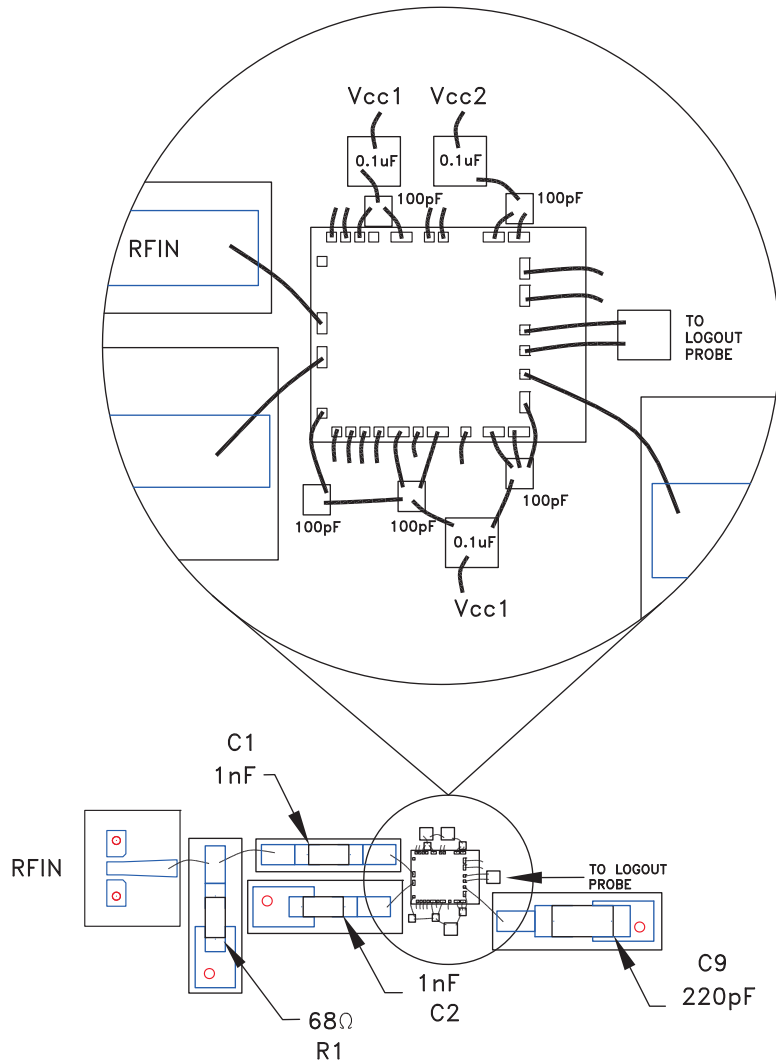 Vcc1
Vcc2
0.1uF
0.1uF
100pF
100pF
RFIN
TO
LOGOUT
PROBE
100pF
100pF
100pF
0.1uF
Vcc1
C1
1nF
RFIN
TO LOGOUT
PROBE
1nF
C2
C9
220pF
68Ω
R1